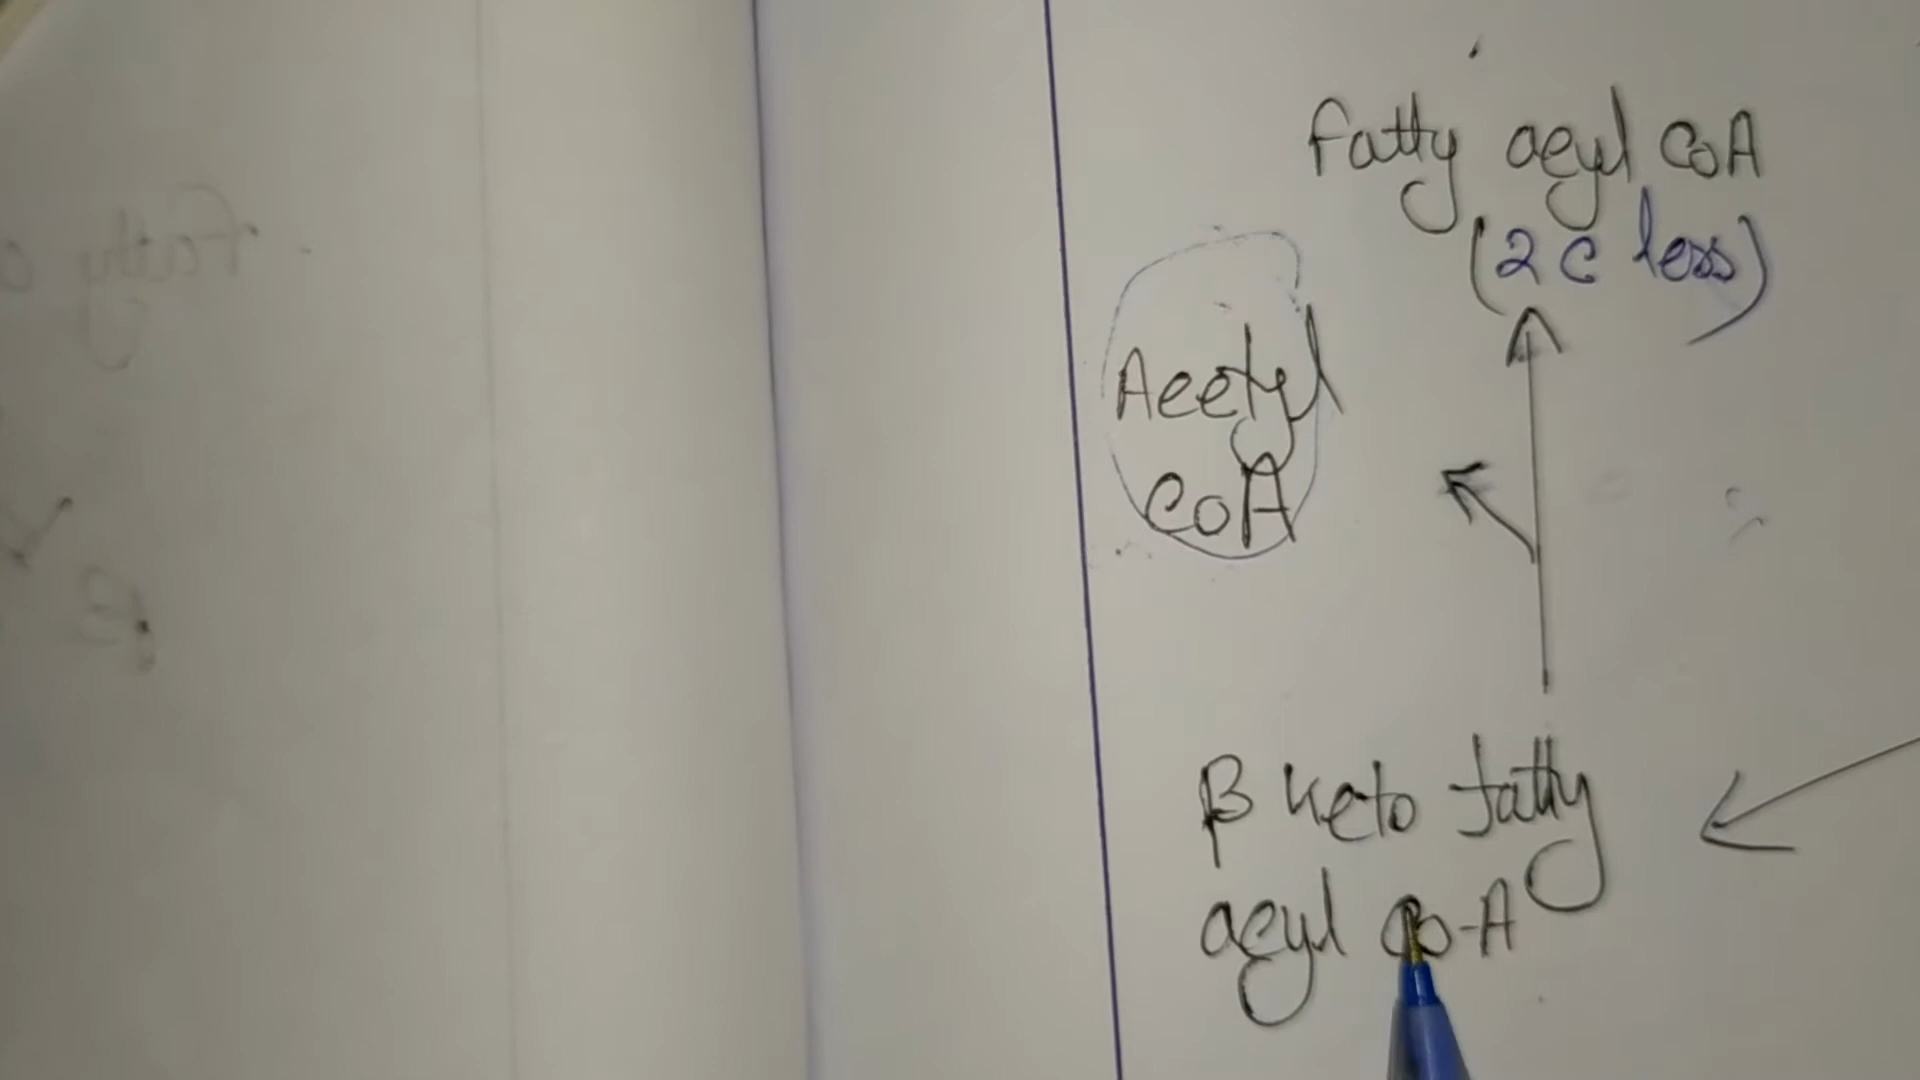 Fatty acyl CoA
(2 C less)
Acetyl
CoA
β keto fatty
acyl Co-A